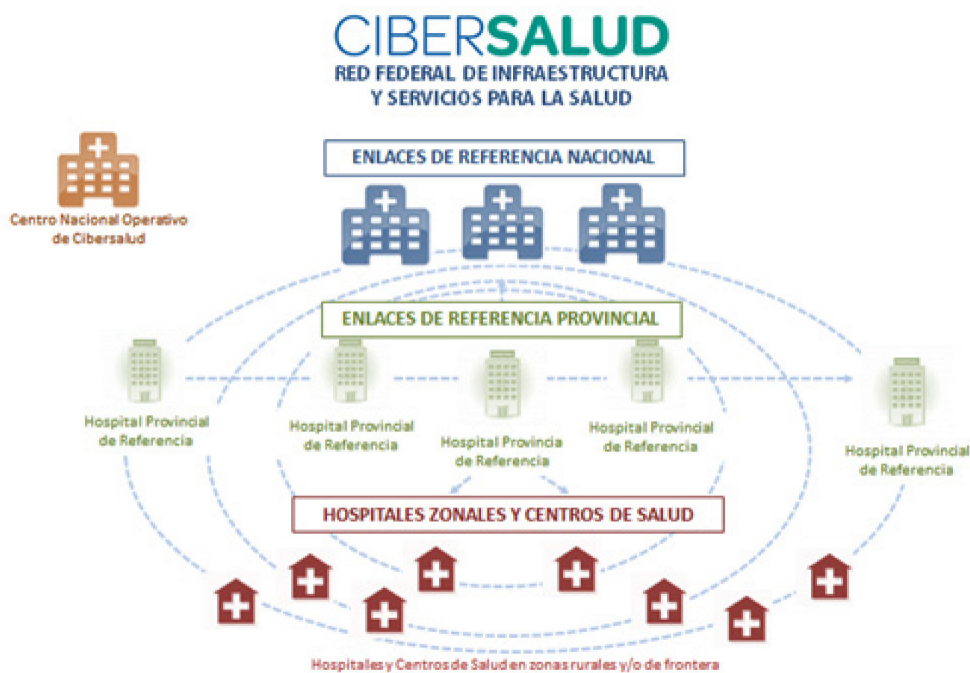 CIBERSALUD
RED FEDERAL DE INFRAESTRUCTURA
Y SERVICIOS PARA LA SALUD
ENLACES DE REFERENCIA NACIONAL
Centro Nacional Operativo
de Cibersalud
ENLACES DE REFERENCIA PROVINCIAL
Hospital Provincial
de Referencia
Hospital Provincial
de Referencia
Hospital Provincia
de Referencia
Hospital Provincial
de Referencia
Hospital Provincial
de Referencia
HOSPITALES ZONALES Y CENTROS DE SALUD
Hospitales y Centros de Salud en zonas rurales y/o de frontera